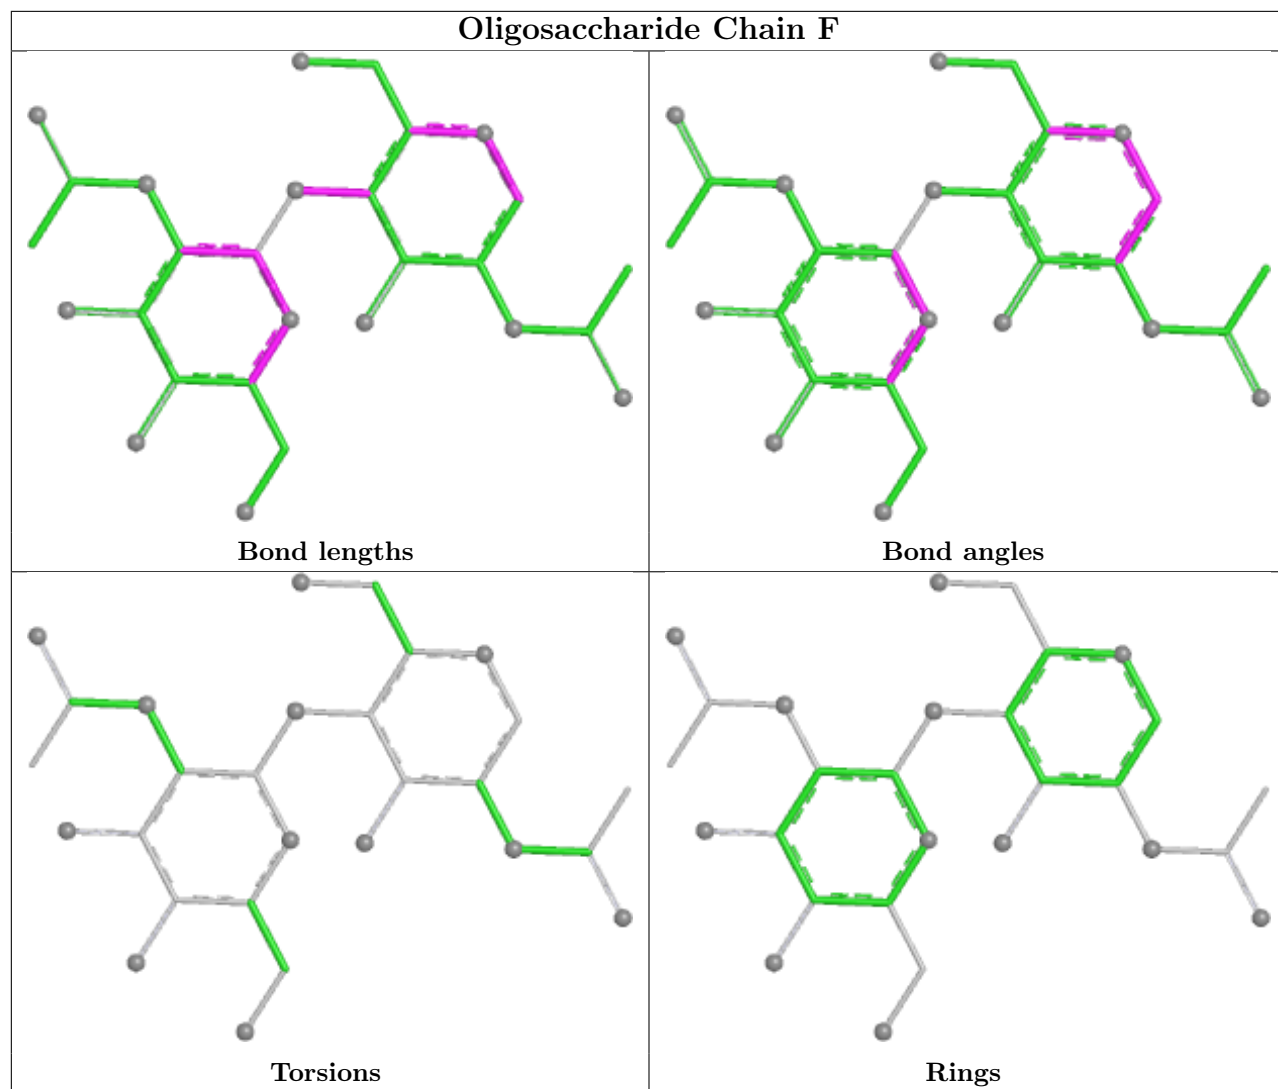 Oligosaccharide Chain F
Bond lengths
Bond angles
Torsions
Rings